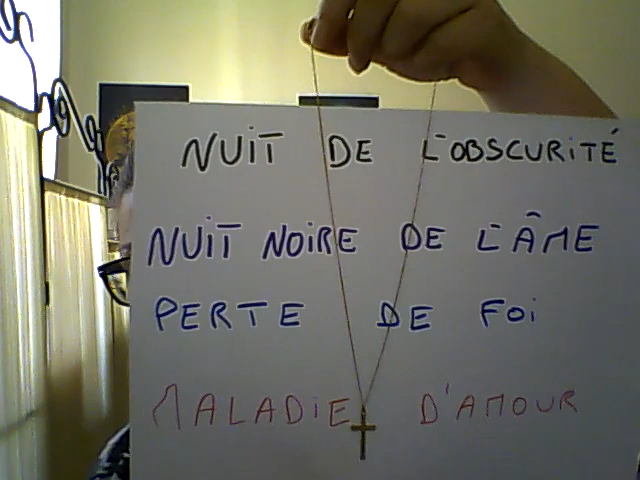 NUIT DE L'OBSCURITÉ
NUIT NOIRE DE L'ÂME
PERTE DE FOI
MALADIE D'AMOUR